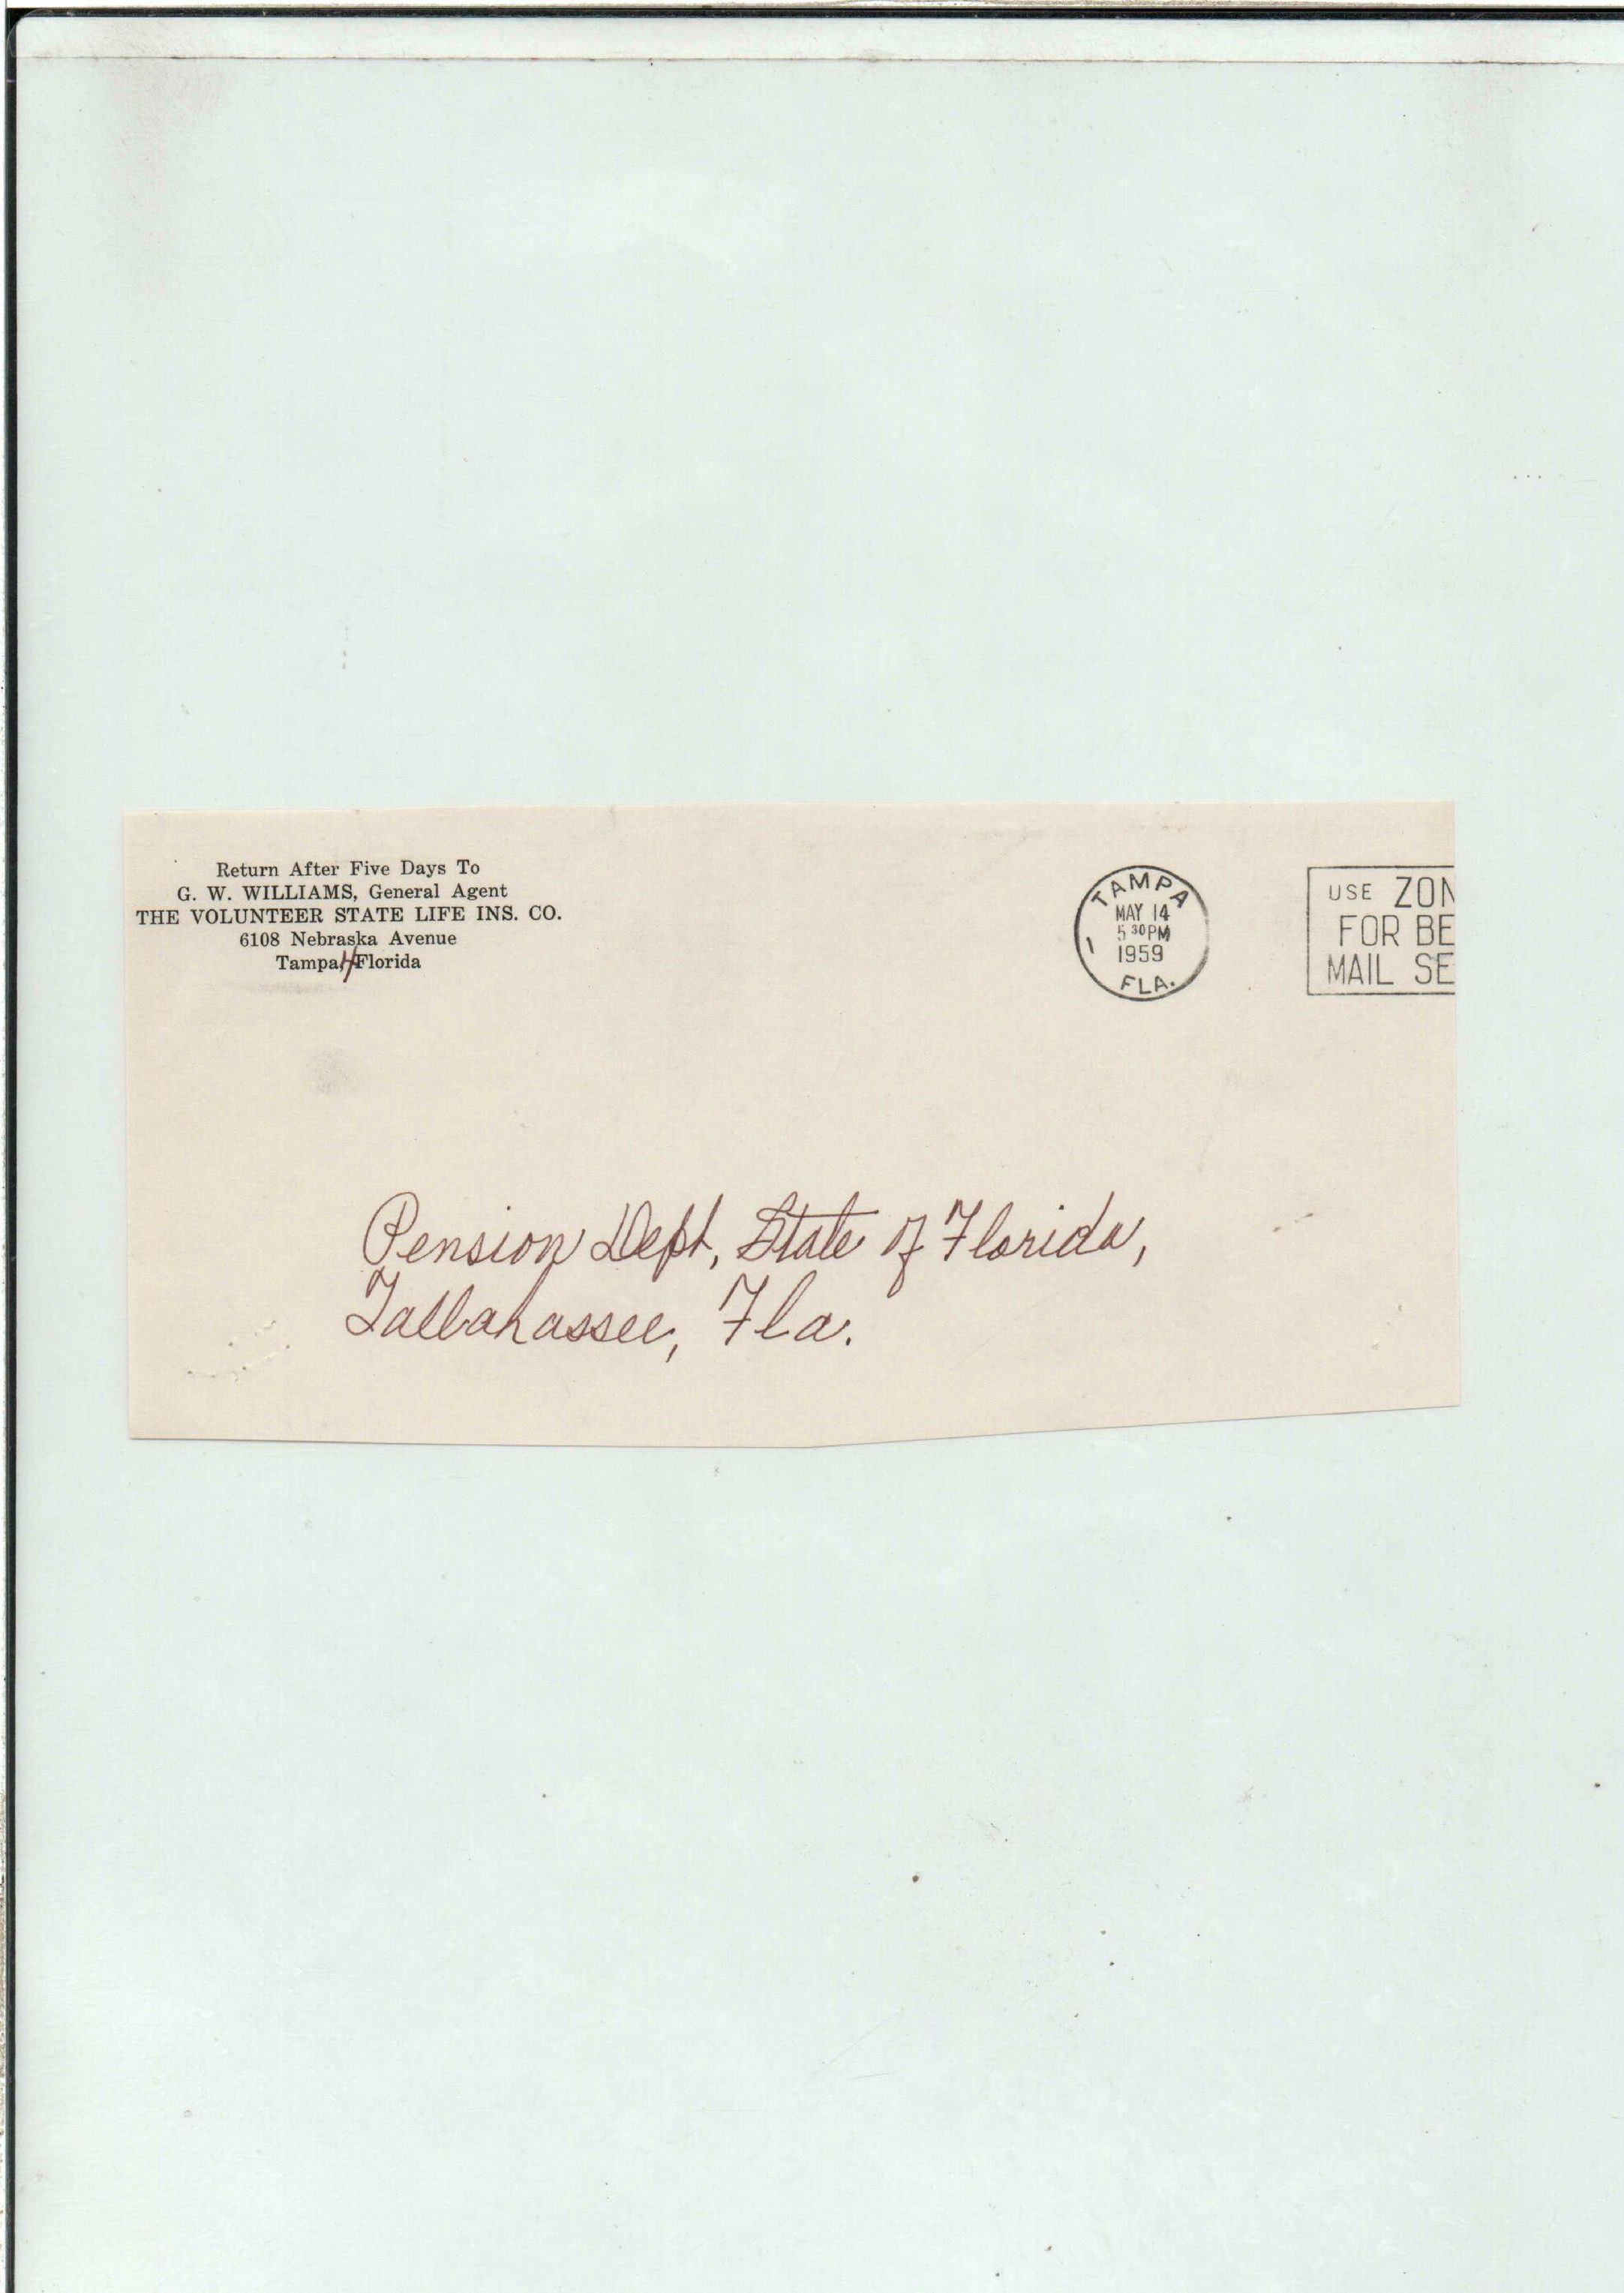 Return After Five Days To
G. W. WILLIAMS, General Agent
THE VOLUNTEER STATE LIFE INS. CO.
6108 Nebraska Avenue
Tampa, 4 Florida
TAMPA
MAY 14
5 30 PM
1959
1
FLA.
USE ZON
FOR BE
MAIL SE
Pension Dept, State of Florida,
Tallahassee, Fla.